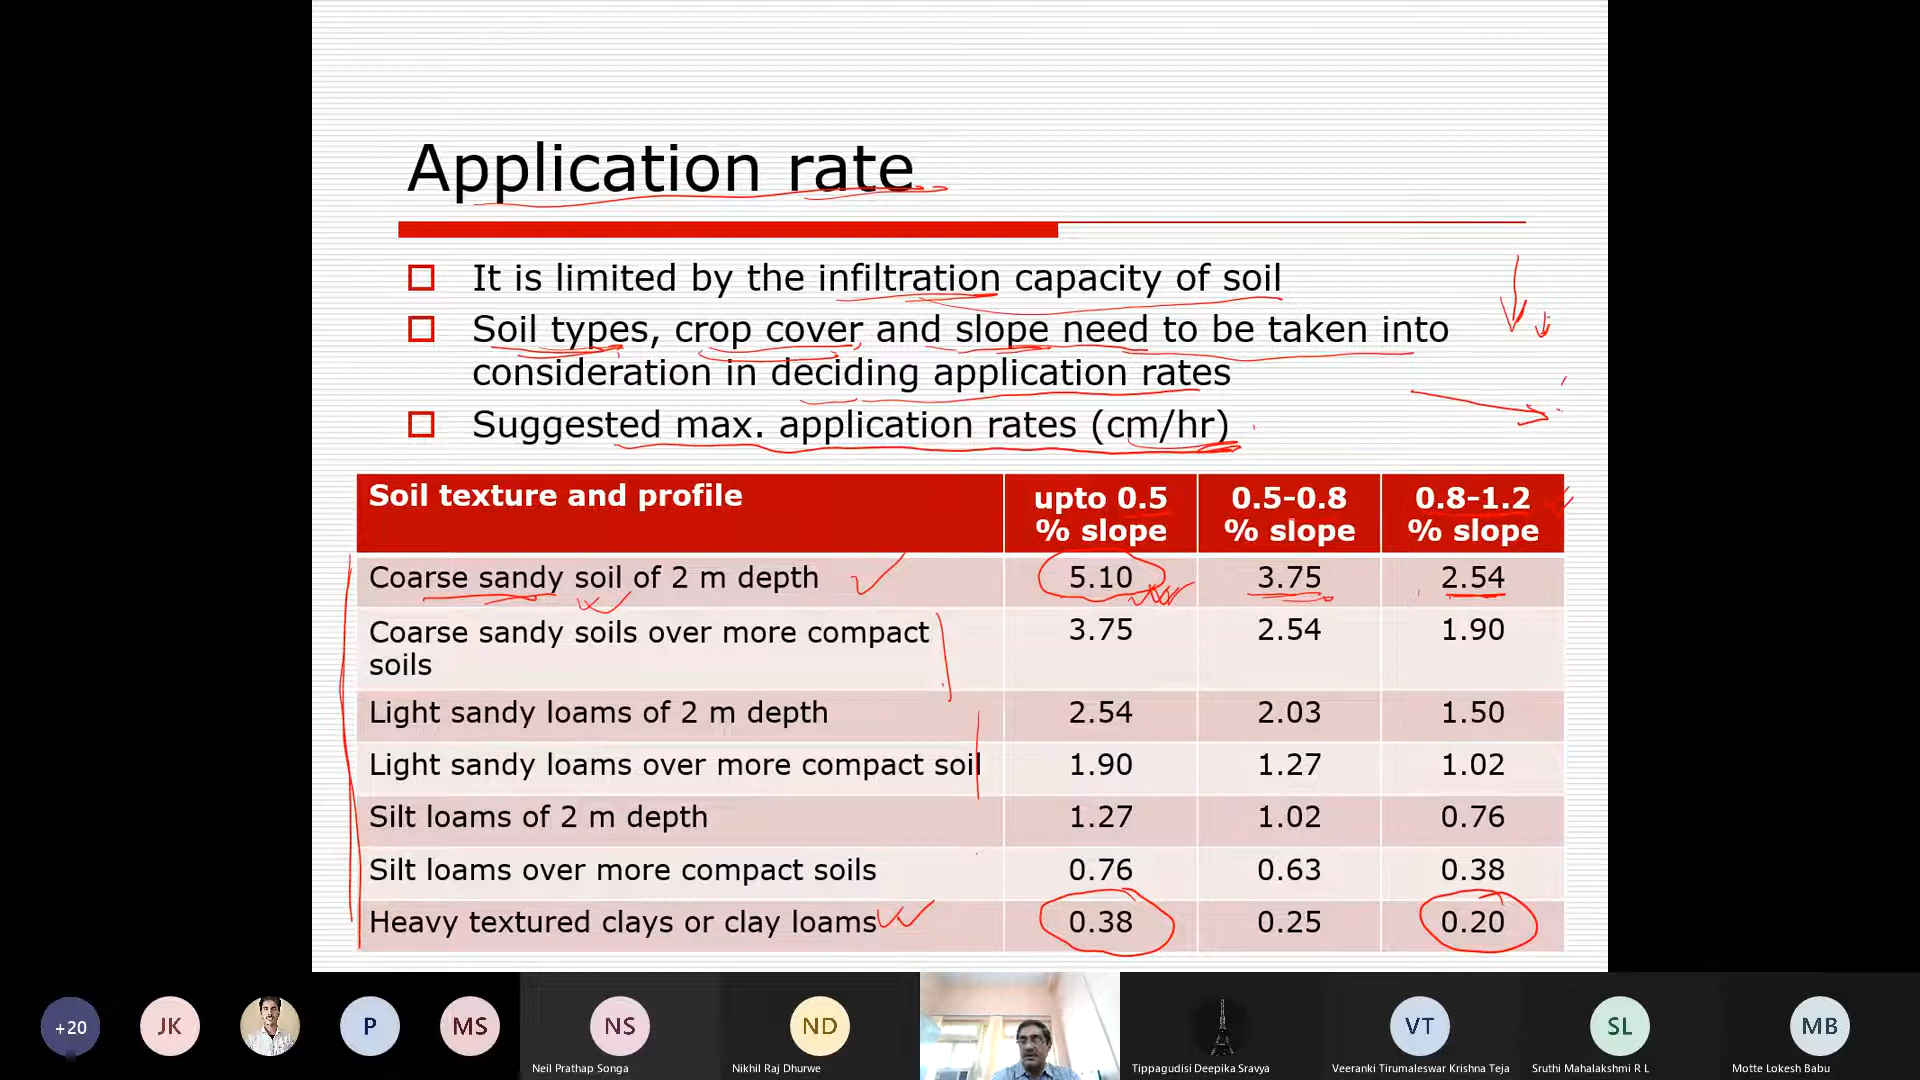 Application rate
It is limited by the infiltration capacity of soil
Soil types, crop cover and slope need to be taken into
consideration in deciding application rates
Suggested max. application rates (cm/hr)
Soil texture and profile upto 0.5 % slope 0.5-0.8 % slope 0.8-1.2 % slope
Coarse sandy soil of 2 m depth 5.10 3.75 2.54
Coarse sandy soils over more compact soils 3.75 2.54 1.90
Light sandy loams of 2 m depth 2.54 2.03 1.50
Light sandy loams over more compact soil 1.90 1.27 1.02
Silt loams of 2 m depth 1.27 1.02 0.76
Silt loams over more compact soils 0.76 0.63 0.38
Heavy textured clays or clay loams 0.38 0.25 0.20
+20 JK P MS NS ND VT SL MB
Neil Prathap Songa Nikhil Raj Dhurwe Tippagudisi Deepika Sravya Veeranki Tirumaleswar Krishna Teja Sruthi Mahalakshmi R L Motte Lokesh Babu